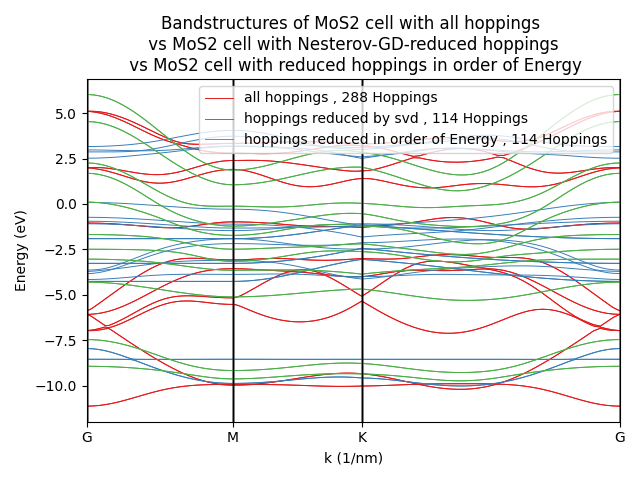 Bandstructures of MoS2 cell with all hoppings
vs MoS2 cell with Nesterov-GD-reduced hoppings
vs MoS2 cell with reduced hoppings in order of Energy
all hoppings , 288 Hoppings
hoppings reduced by svd , 114 Hoppings
hoppings reduced in order of Energy , 114 Hoppings
Energy (eV)
5.0
2.5
0.0
−2.5
−5.0
−7.5
−10.0
G M K G
k (1/nm)